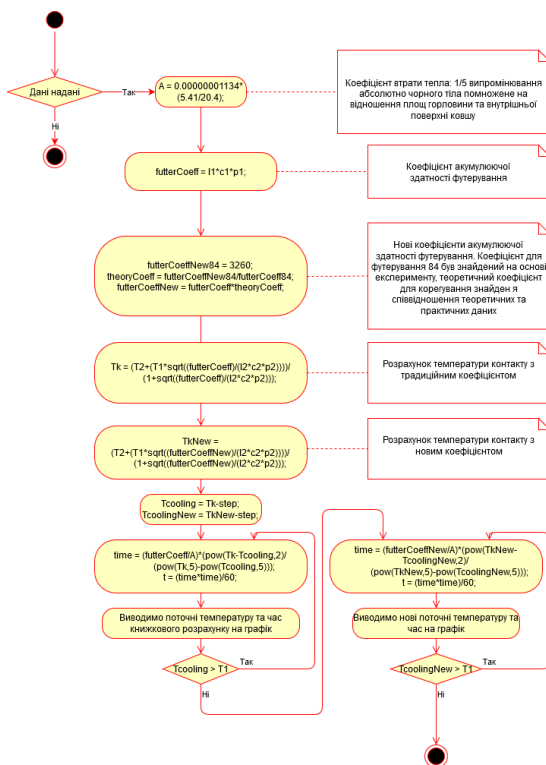 Дані надані
Так
Ні
A = 0.00000001134*
(5.41/20.4);
Коефіцієнт втрати тепла: 1/5 випромінювання
абсолютно чорного тіла помножене на
відношення площ горловини та внутрішньої
поверхні ковшу
futterCoeff = l1*c1*p1;
Коефіцієнт акумулюючої
здатності футерування
futterCoeffNew84 = 3260;
theoryCoeff = futterCoeffNew84/futterCoeff84;
futterCoeffNew = futterCoeff*theoryCoeff;
Нові коефіцієнти акумулюючої
здатності футерування. Коефіцієнт для
футерування 84 був знайдений на основі
експерименту, теоретичний коефіцієнт
для корегування знайден я
співвідношення теоретичних та
практичних даних
Tk = (T2+(T1*sqrt((futterCoeff)/(l2*c2*p2))))/
(1+sqrt((futterCoeff)/(l2*c2*p2)));
Розрахунок температури контакту з
традиційним коефіцієнтом
TkNew =
(T2+(T1*sqrt((futterCoeffNew)/(l2*c2*p2))))/
(1+sqrt((futterCoeffNew)/(l2*c2*p2)));
Розрахунок температури контакту з
новим коефіцієнтом
Tcooling = Tk-step;
TcoolingNew = TkNew-step;
time = (futterCoeff/A)*(pow(Tk-Tcooling,2)/
(pow(Tk,5)-pow(Tcooling,5)));
t = (time*time)/60;
Виводимо поточні температуру та час
книжкового розрахунку на графік
Tcooling > T1
Так
Ні
time = (futterCoeffNew/A)*(pow(TkNew-
TcoolingNew,2)
/(pow(TkNew,5)-pow(TcoolingNew,5)));
t = (time*time)/60;
Виводимо нові поточні температуру та
час на графік
TcoolingNew > T1
Так
Ні